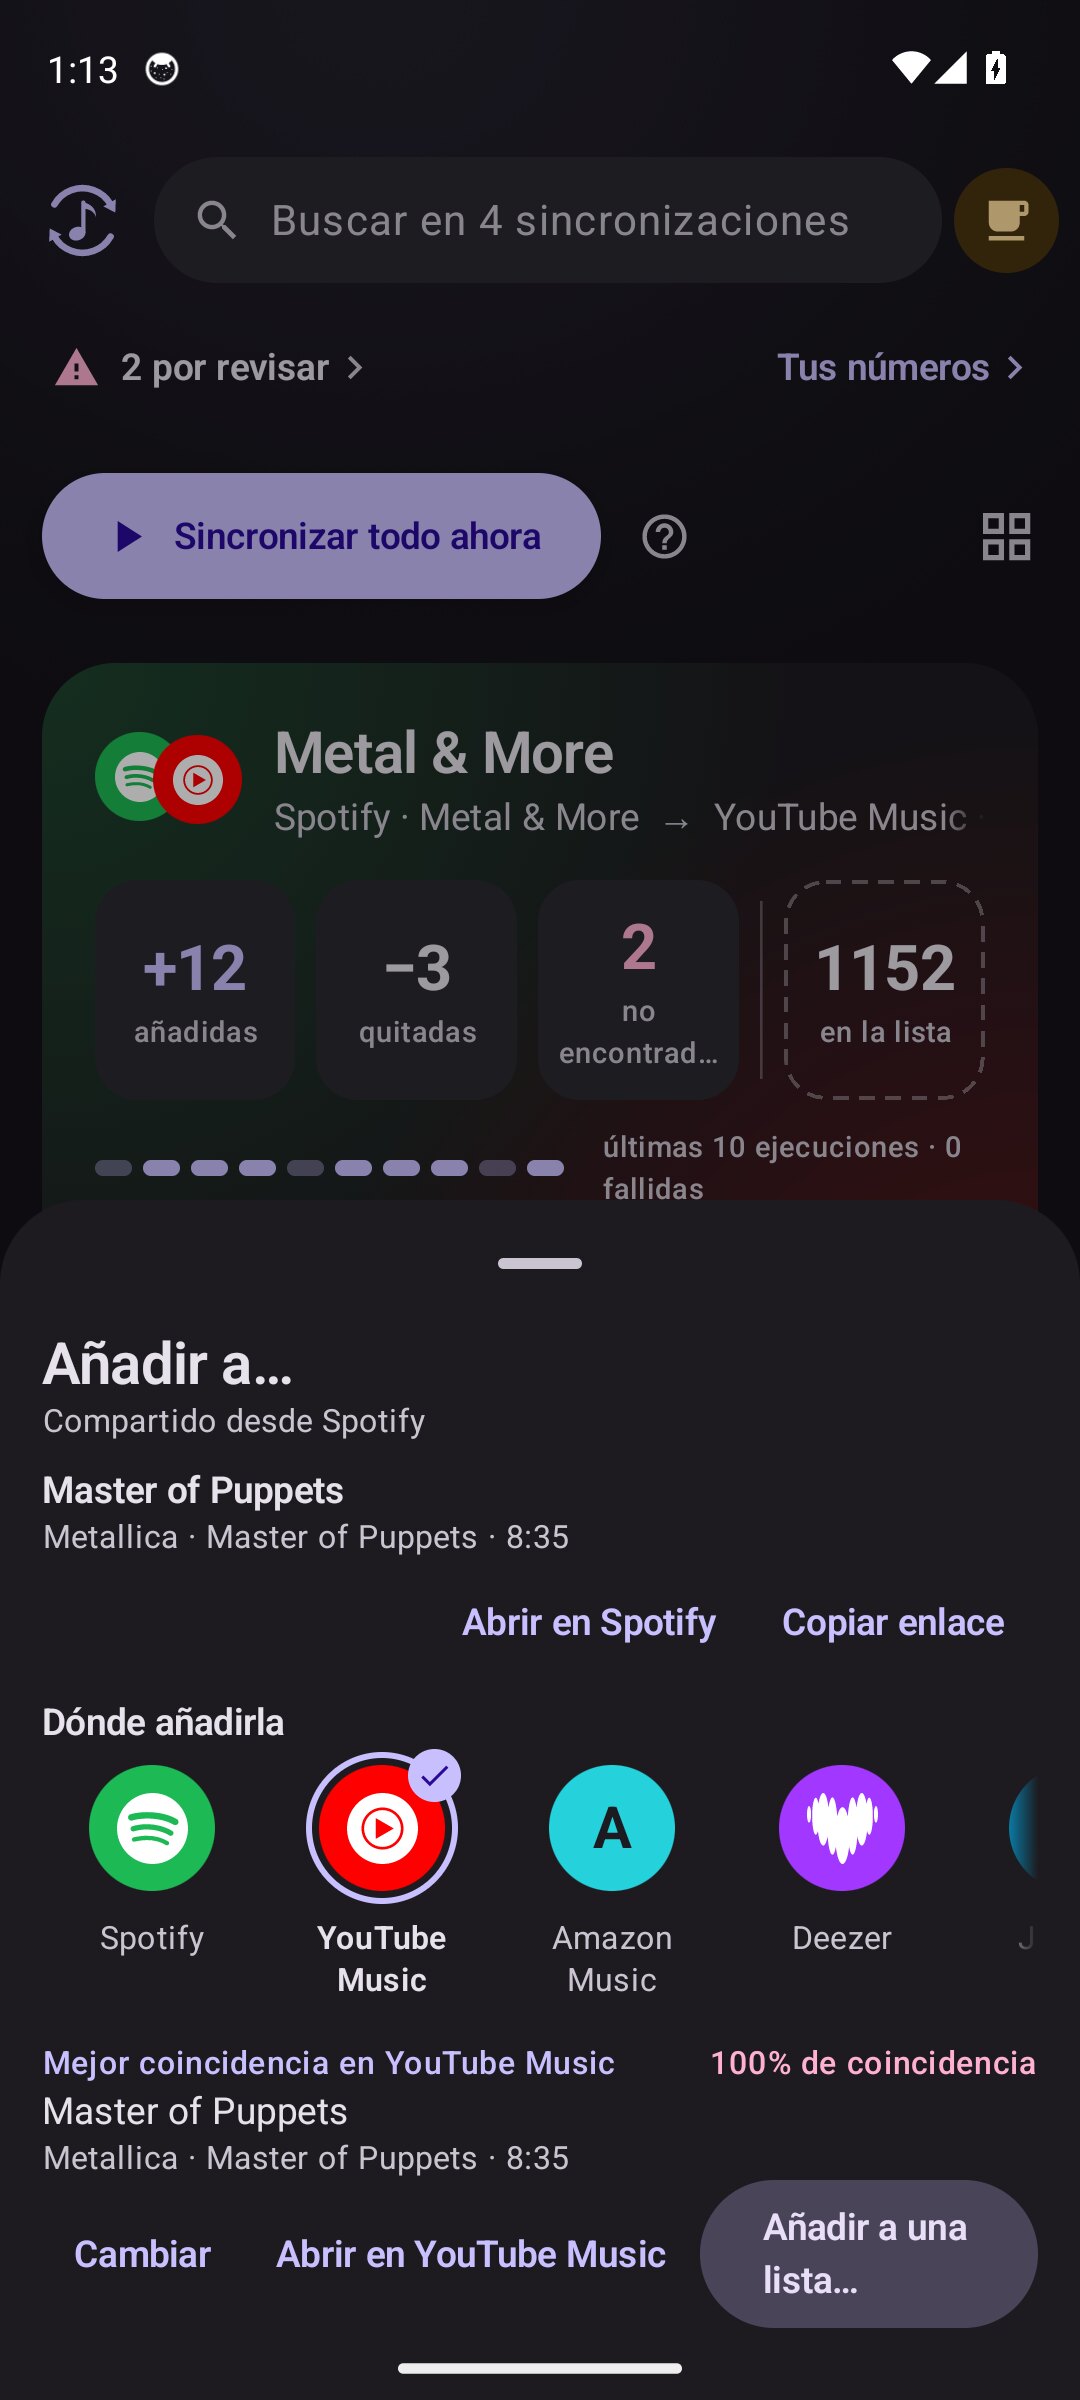 1:13
Buscar en 4 sincronizaciones
2 por revisar
Tus números
Sincronizar todo ahora
Metal & More
Spotify · Metal & More → YouTube Music ·
+12
añadidas
−3
quitadas
2
no
encontrad…
1152
en la lista
últimas 10 ejecuciones · 0
fallidas
Añadir a…
Compartido desde Spotify
Master of Puppets
Metallica · Master of Puppets · 8:35
Abrir en Spotify
Copiar enlace
Dónde añadirla
A
Spotify
YouTube
Music
Amazon
Music
Deezer
J
Mejor coincidencia en YouTube Music
100% de coincidencia
Master of Puppets
Metallica · Master of Puppets · 8:35
Cambiar
Abrir en YouTube Music
Añadir a una
lista…